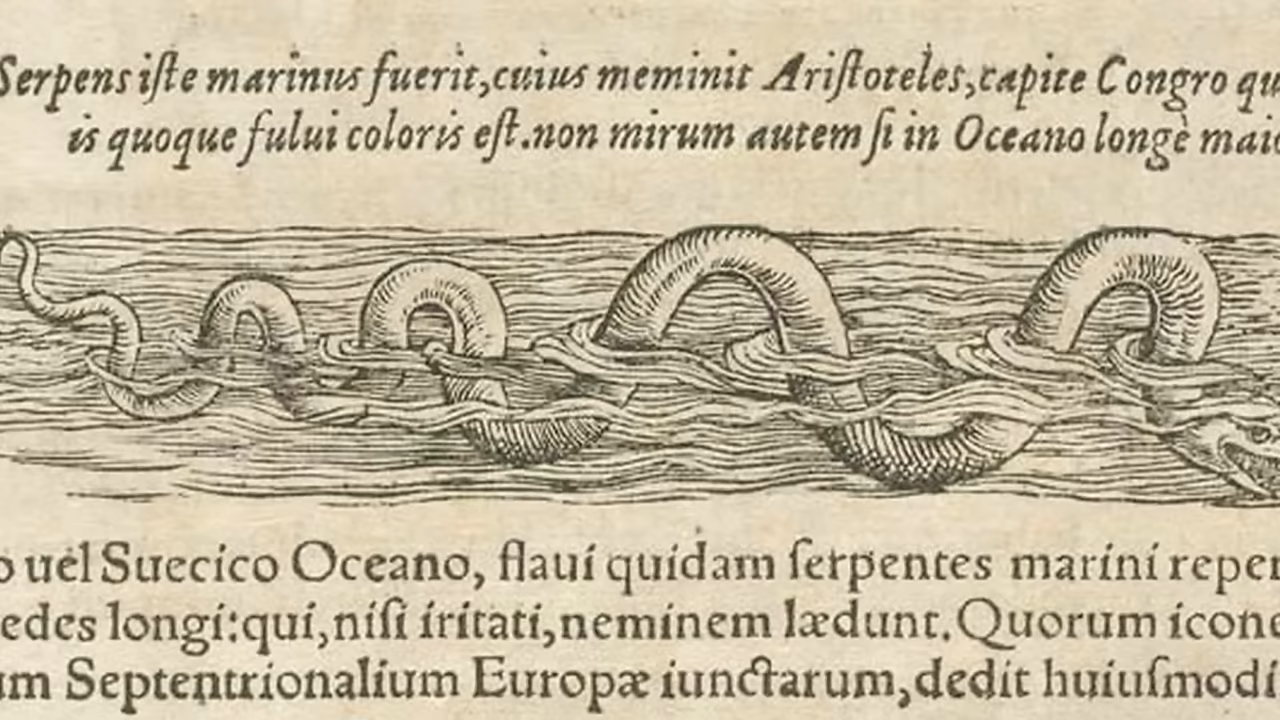 Serpens iſte marinus fuerit,cuius meminit Ariſtoteles,capite Congro qu
is quoque fului coloris eſt.non mirum autem ſi in Oceano longè maio
o uel Suecico Oceano, flaui quidam ſerpentes marini reper
edes longi:qui,niſi iritati,neminem lædunt.Quorum icone
um Septentrionalium Europæ iunctarum,dedit huiuſmodi